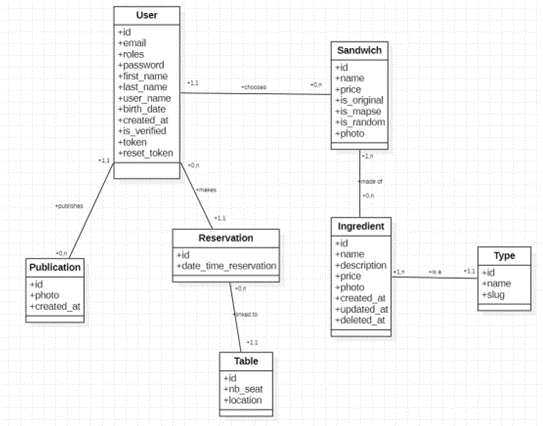 User
+id
+email
+roles
+password
+first_name
+last_name
+user_name
+birth_date
+created_at
+is_verified
+token
+reset_token
+1,1
+chooses
+0,n
Sandwich
+id
+name
+price
+is_original
+is_mapse
+is_random
+photo
+1,1
+publishes
+0,n
+0,n
+makes
+1,1
+1,n
+made of
+0,n
Publication
+id
+photo
+created_at
Reservation
+id
+date_time_reservation
+0,n
+linked to
+1,1
Table
+id
+nb_seat
+location
Ingredient
+id
+name
+description
+price
+photo
+created_at
+updated_at
+deleted_at
+1,n
+is a
+1,1
Type
+id
+name
+slug